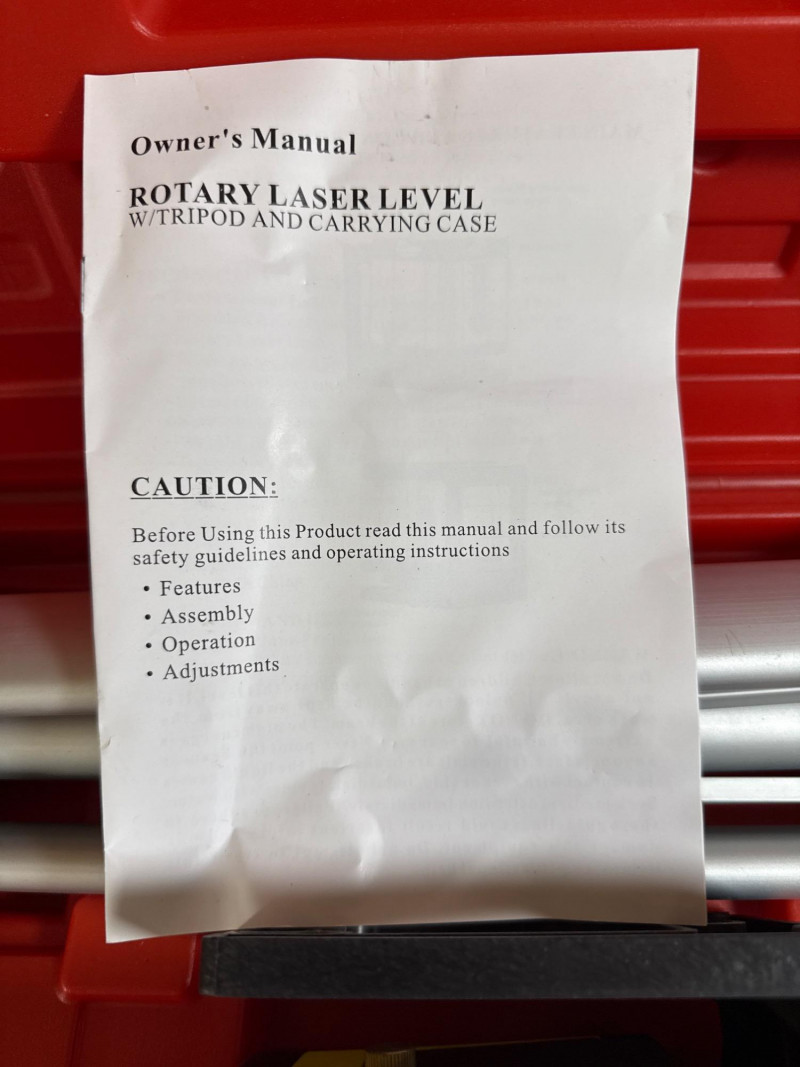 Owner's Manual
ROTARY LASER LEVEL
W/TRIPOD AND CARRYING CASE
CAUTION:
Before Using this Product read this manual and follow its
safety guidelines and operating instructions
• Features
• Assembly
• Operation
• Adjustments